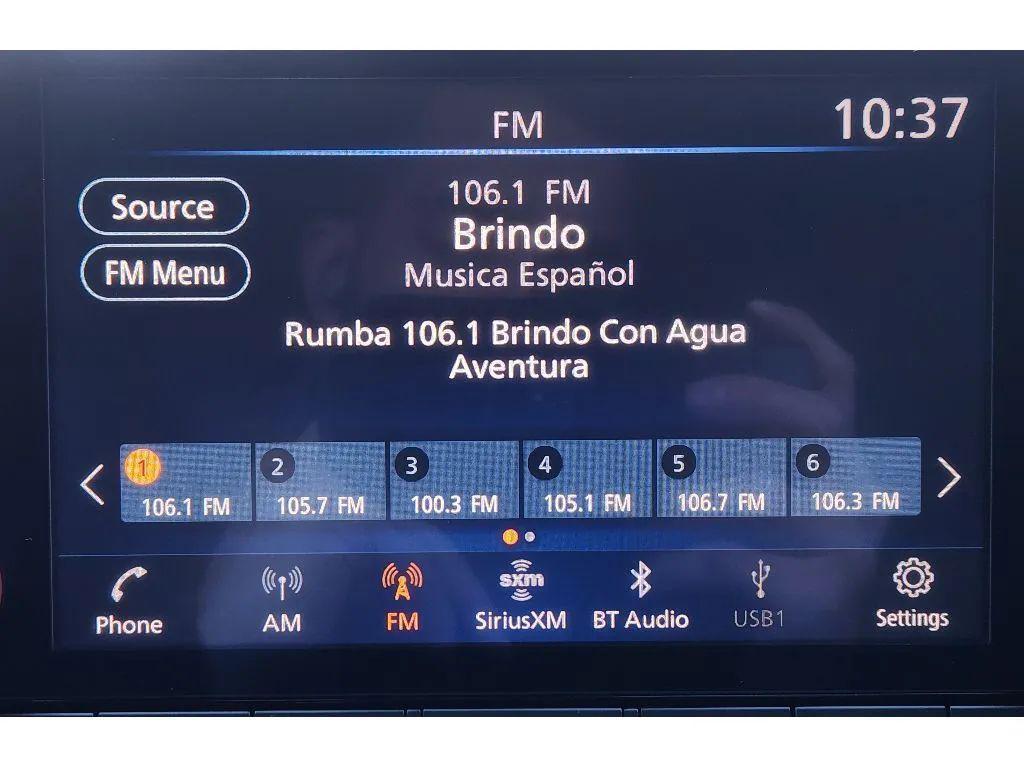 FM
10:37
Source
106.1 FM
Brindo
FM Menu
Musica Español
Rumba 106.1 Brindo Con Agua
Aventura
1
2
3
4
5
6
106.1 FM
105.7 FM
100.3 FM
105.1 FM
106.7 FM
106.3 FM
sxm
Phone
AM
FM
SiriusXM
BT Audio
USB1
Settings